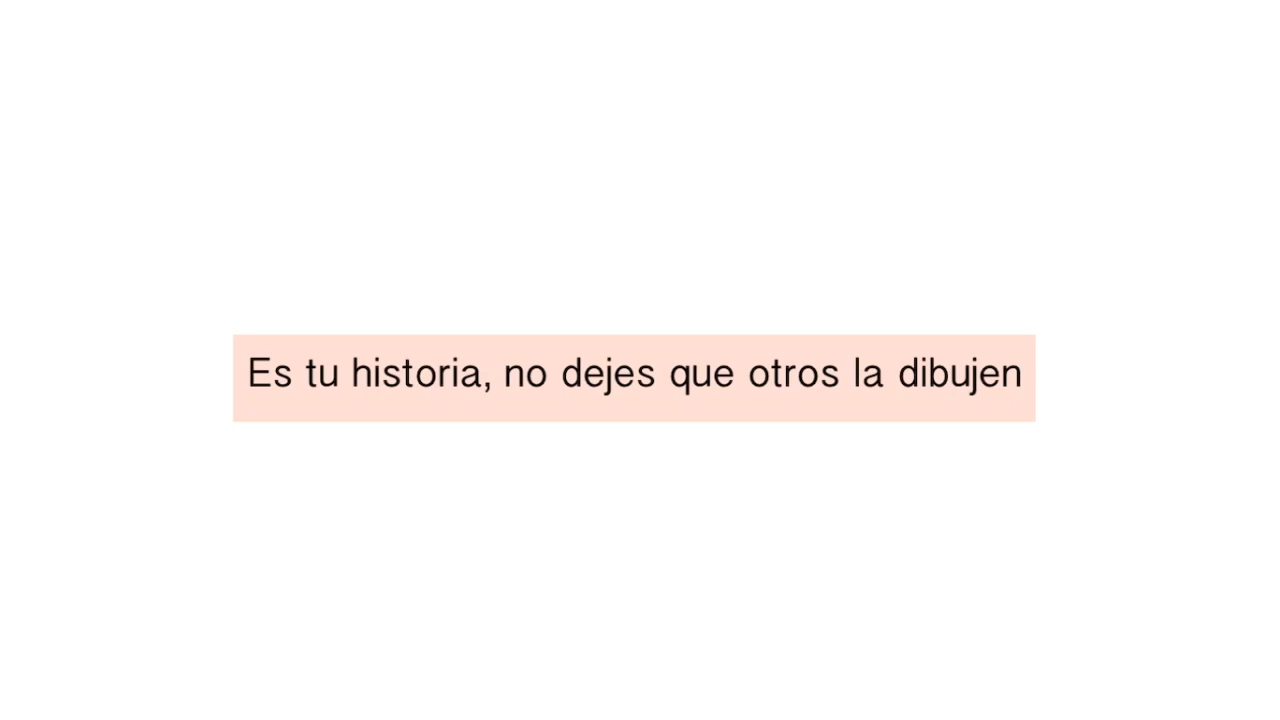 Es tu historia, no dejes que otros la dibujen